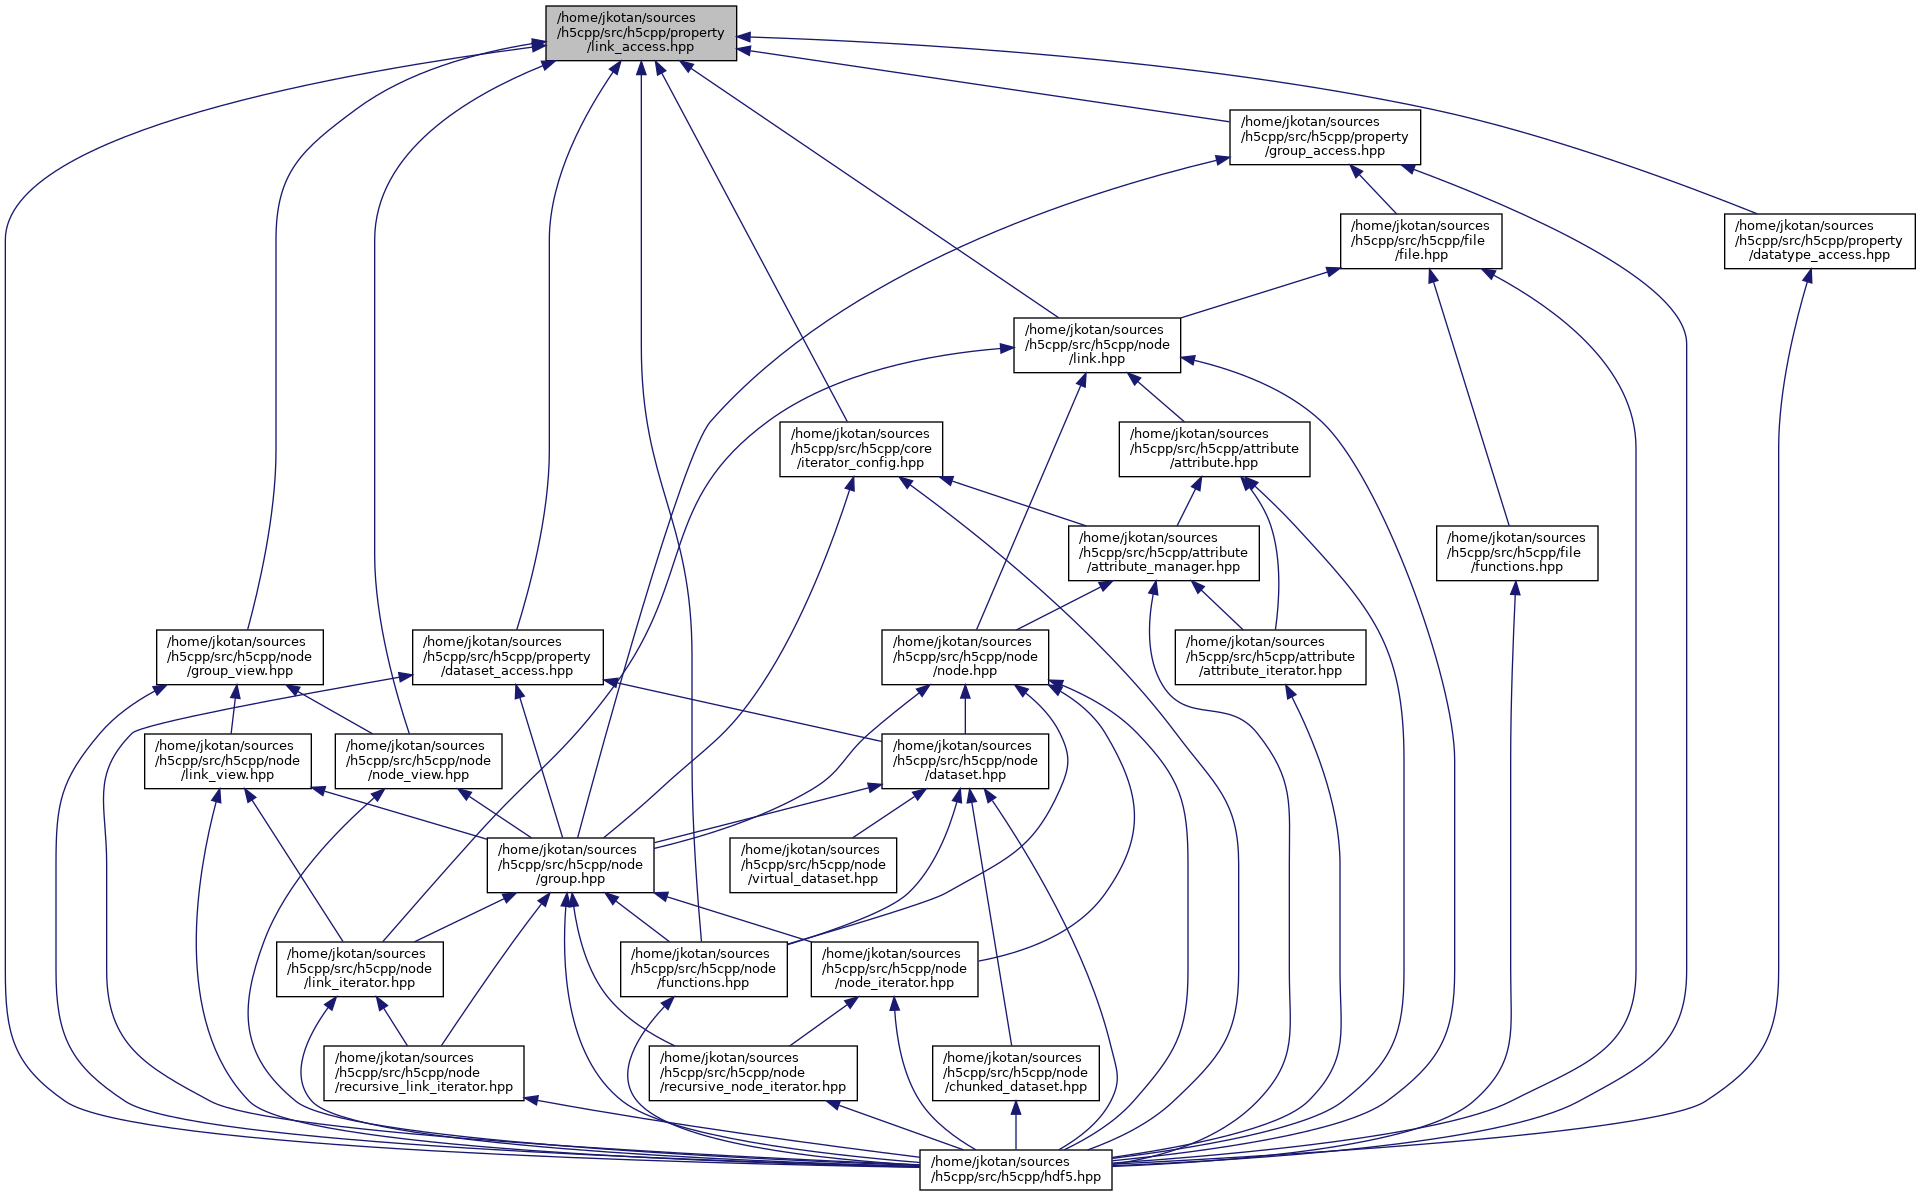 /home/jkotan/sources
/h5cpp/src/h5cpp/property
/link_access.hpp
/home/jkotan/sources
/h5cpp/src/h5cpp/property
/group_access.hpp
/home/jkotan/sources
/h5cpp/src/h5cpp/file
/file.hpp
/home/jkotan/sources
/h5cpp/src/h5cpp/property
/datatype_access.hpp
/home/jkotan/sources
/h5cpp/src/h5cpp/node
/link.hpp
/home/jkotan/sources
/h5cpp/src/h5cpp/core
/iterator_config.hpp
/home/jkotan/sources
/h5cpp/src/h5cpp/attribute
/attribute.hpp
/home/jkotan/sources
/h5cpp/src/h5cpp/attribute
/attribute_manager.hpp
/home/jkotan/sources
/h5cpp/src/h5cpp/file
/functions.hpp
/home/jkotan/sources
/h5cpp/src/h5cpp/node
/group_view.hpp
/home/jkotan/sources
/h5cpp/src/h5cpp/property
/dataset_access.hpp
/home/jkotan/sources
/h5cpp/src/h5cpp/node
/node.hpp
/home/jkotan/sources
/h5cpp/src/h5cpp/attribute
/attribute_iterator.hpp
/home/jkotan/sources
/h5cpp/src/h5cpp/node
/link_view.hpp
/home/jkotan/sources
/h5cpp/src/h5cpp/node
/node_view.hpp
/home/jkotan/sources
/h5cpp/src/h5cpp/node
/dataset.hpp
/home/jkotan/sources
/h5cpp/src/h5cpp/node
/group.hpp
/home/jkotan/sources
/h5cpp/src/h5cpp/node
/virtual_dataset.hpp
/home/jkotan/sources
/h5cpp/src/h5cpp/node
/link_iterator.hpp
/home/jkotan/sources
/h5cpp/src/h5cpp/node
/functions.hpp
/home/jkotan/sources
/h5cpp/src/h5cpp/node
/node_iterator.hpp
/home/jkotan/sources
/h5cpp/src/h5cpp/node
/recursive_link_iterator.hpp
/home/jkotan/sources
/h5cpp/src/h5cpp/node
/recursive_node_iterator.hpp
/home/jkotan/sources
/h5cpp/src/h5cpp/node
/chunked_dataset.hpp
/home/jkotan/sources
/h5cpp/src/h5cpp/hdf5.hpp